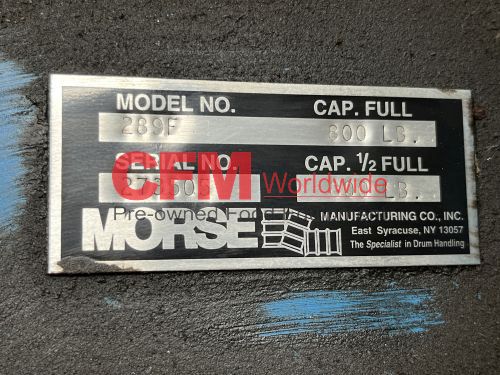 MODEL NO. CAP. FULL
289F 800 LB.
SERIAL NO. CAP. 1/2 FULL
LB.
CFM Worldwide
Pre-owned
MORSE MANUFACTURING CO., INC.
East Syracuse, NY 13057
The Specialist in Drum Handling